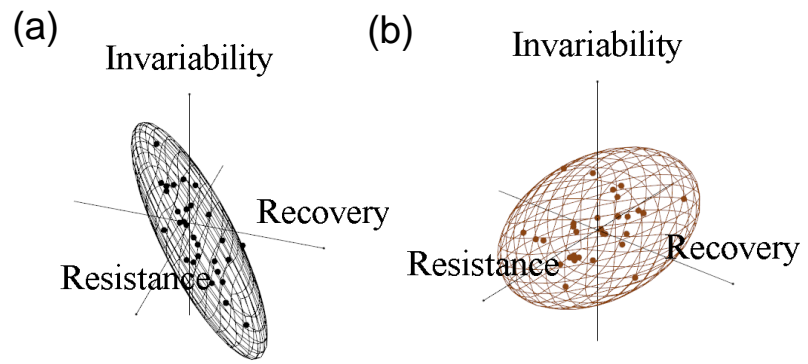 (a)
Invariability
Recovery
Resistance
(b)
Invariability
Resistance
Recovery